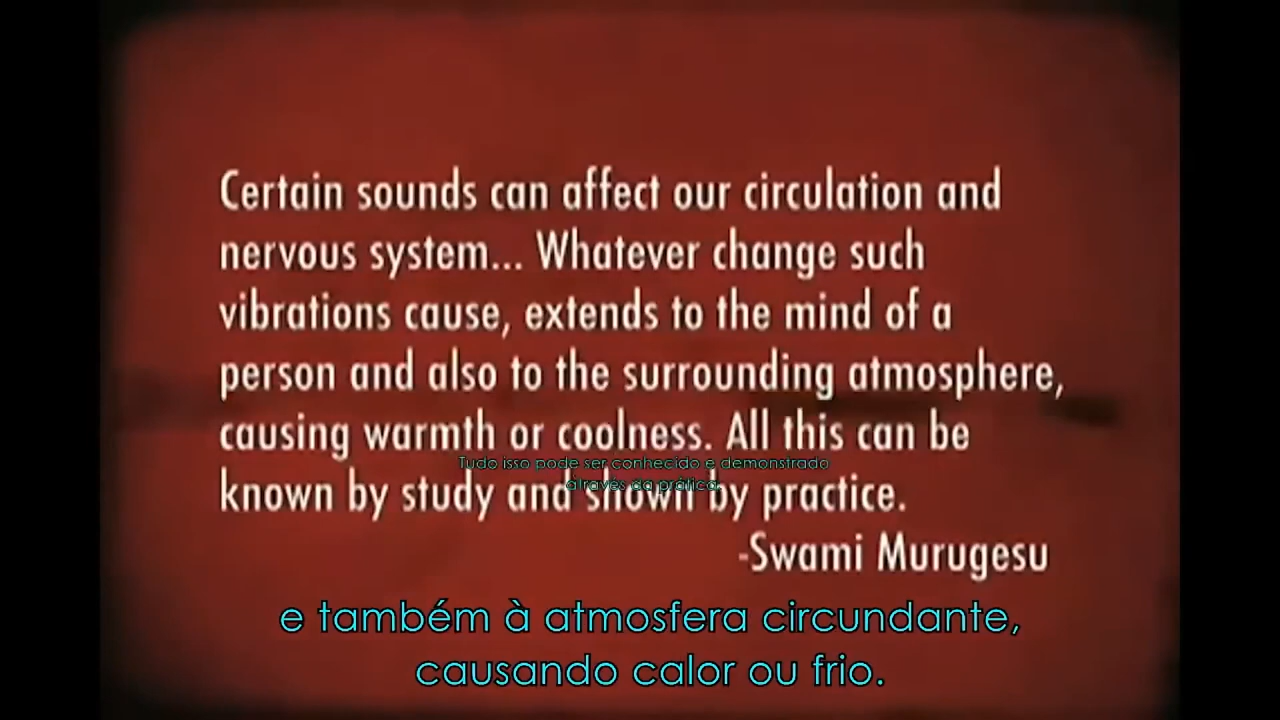 Certain sounds can affect our circulation and
nervous system... Whatever change such
vibrations cause, extends to the mind of a
person and also to the surrounding atmosphere,
causing warmth or coolness. All this can be
Tudo isso pode ser conhecido e demonstrado
known by study and shown by practice.
através da prática.
-Swami Murugesu
e também à atmosfera circundante,
causando calor ou frio.